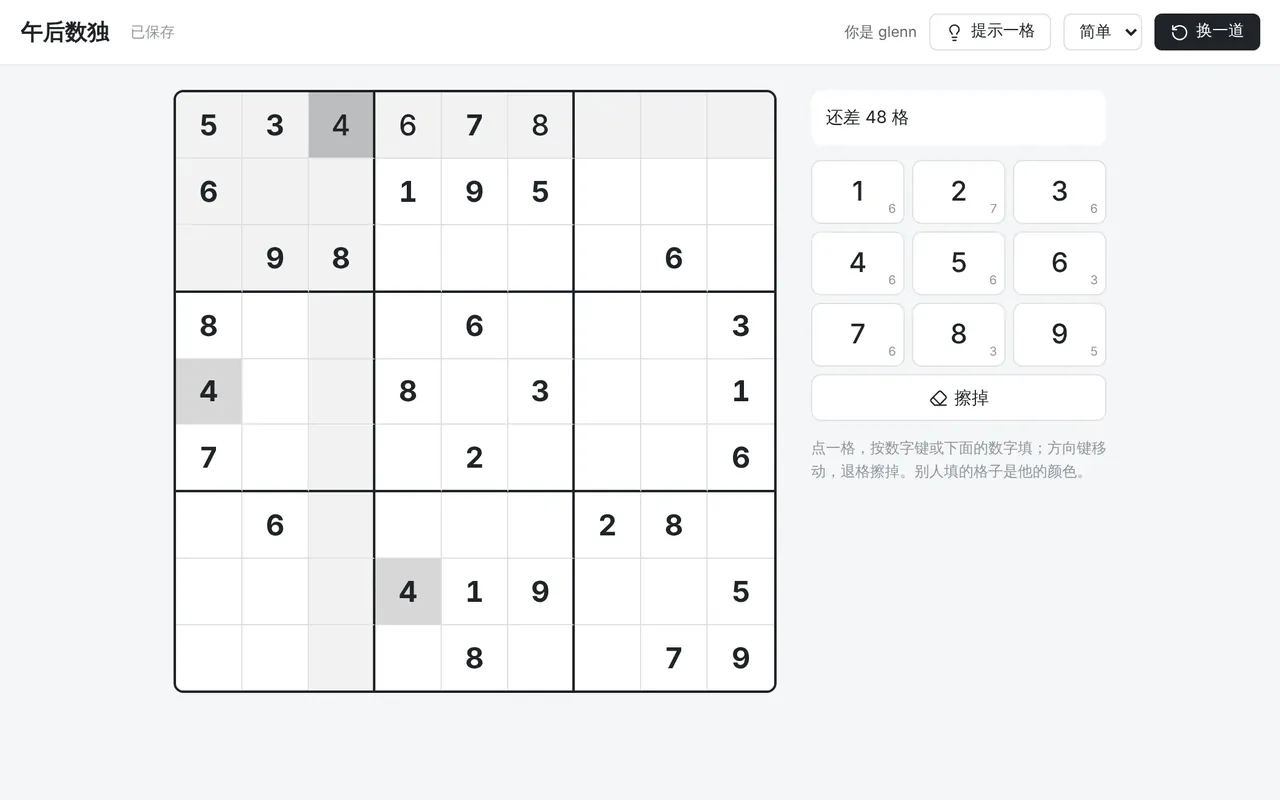 午后数独 已保存 你是 glenn 提示一格 简单 换一道
5 3 4 6 7 8
6 1 9 5
9 8 6
8 6 3
4 8 3 1
7 2 6
6 2 8
4 1 9 5
8 7 9
还差 48 格
1 6 2 7 3 6
4 6 5 6 6 3
7 6 8 3 9 5
擦掉
点一格，按数字键或下面的数字填；方向键移
动，退格擦掉。别人填的格子是他的颜色。